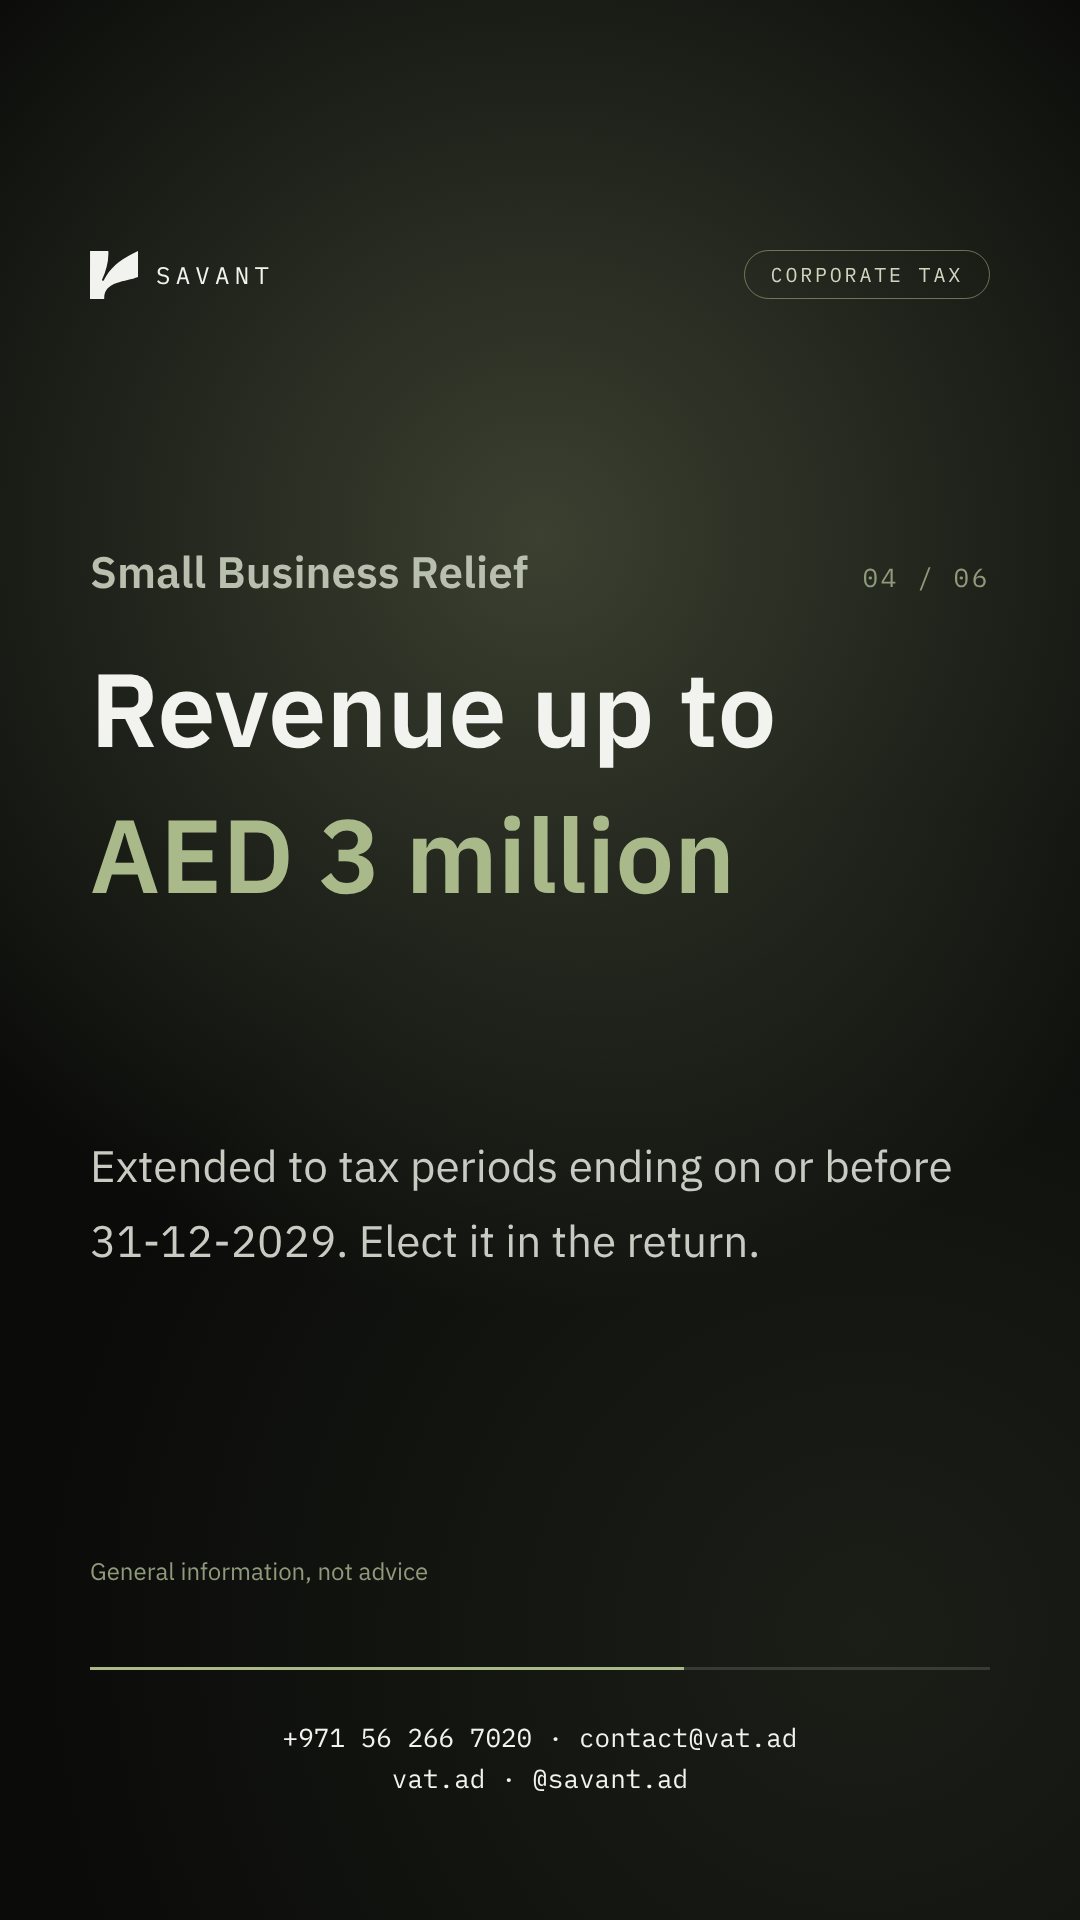 SAVANT
CORPORATE TAX
Small Business Relief
04 / 06
Revenue up to
AED 3 million
Extended to tax periods ending on or before
31-12-2029. Elect it in the return.
General information, not advice
+971 56 266 7020 · contact@vat.ad
vat.ad · @savant.ad